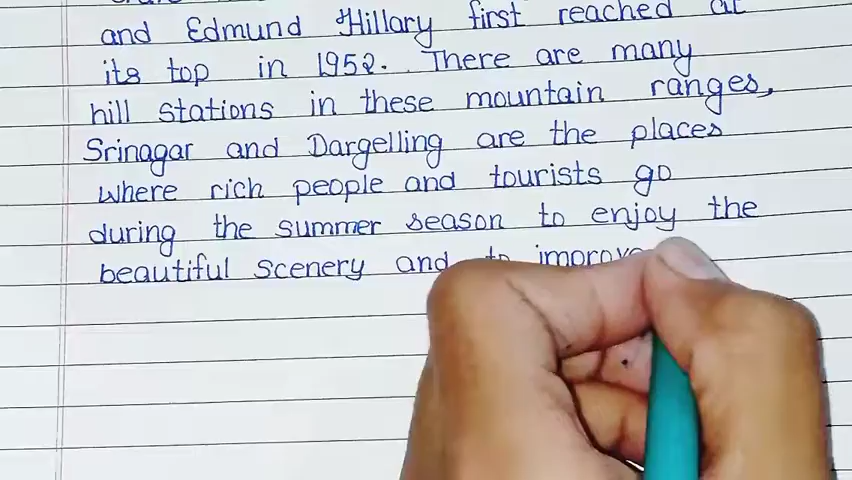 and Edmund Hillary first reached at
its top in 1952. There are many
hill stations in these mountain ranges,
Srinagar and Dargelling are the places
where rich people and tourists go
during the summer season to enjoy the
beautiful scenery and to improve